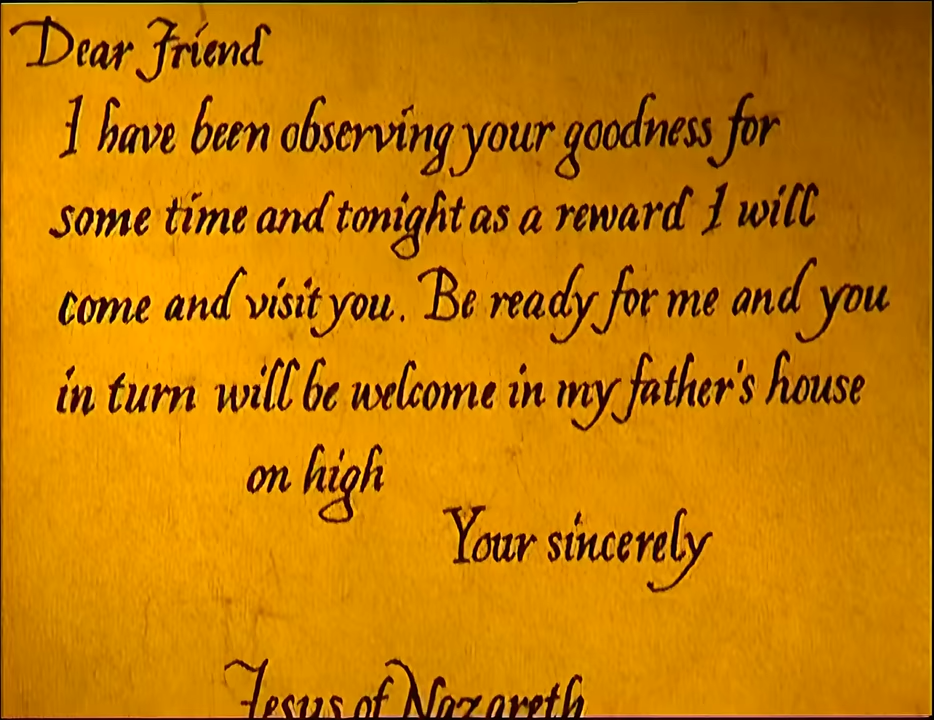 Dear Friend
I have been observing your goodness for
some time and tonight as a reward I will
come and visit you. Be ready for me and you
in turn will be welcome in my father's house
on high
Your sincerely
Jesus of Nazareth